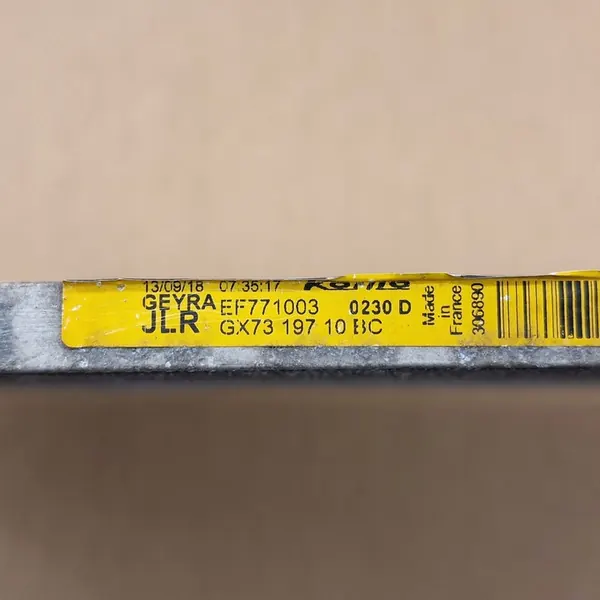 13/09/18 07:35:17
GEYRA EF771003 0230 D
JLR GX73 197 10 BC
Made
in
France
306890